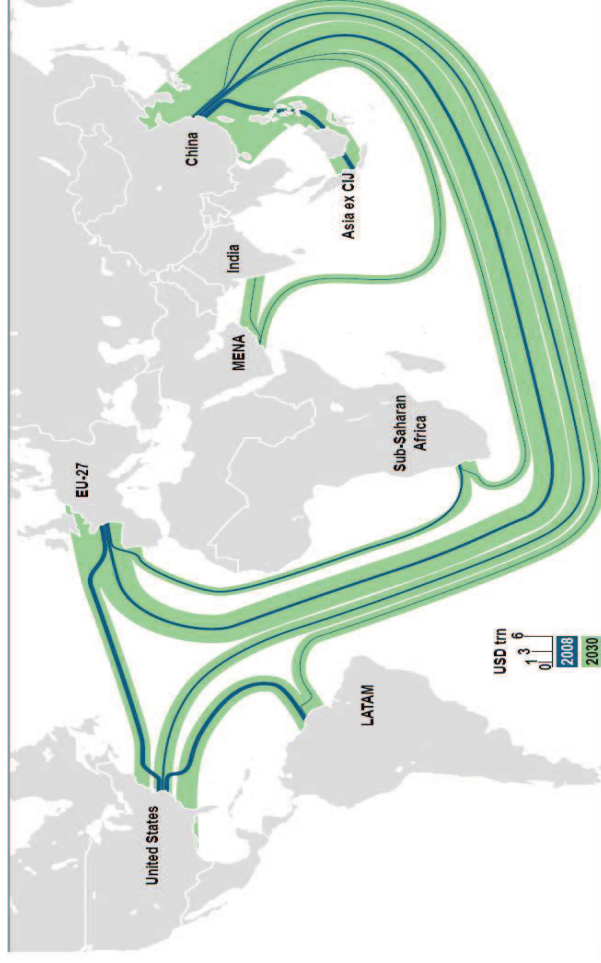 United States
EU-27
China
MENA
India
Asia ex CIJ
Sub-Saharan
Africa
LATAM
USD trn
0 1 3 6
2008
2030